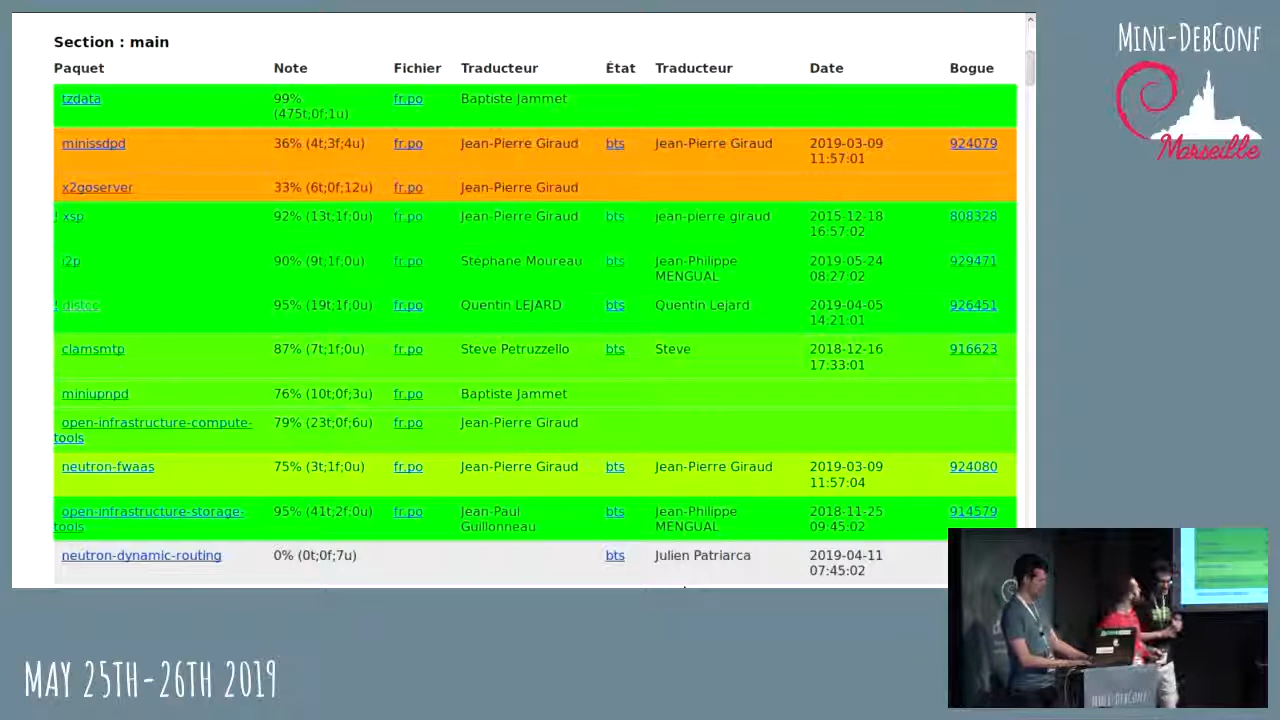 MINI-DEBCONF
Marseille
Section : main
Paquet Note Fichier Traducteur État Traducteur Date Bogue
tzdata 99% fr.po Baptiste Jammet
(475t;0f;1u)
minissdpd 36% (4t;3f;4u) fr.po Jean-Pierre Giraud bts Jean-Pierre Giraud 2019-03-09 924079
11:57:01
x2goserver 33% (6t;0f;12u) fr.po Jean-Pierre Giraud
! xsp 92% (13t;1f;0u) fr.po Jean-Pierre Giraud bts jean-pierre giraud 2015-12-18 808328
16:57:02
i2p 90% (9t;1f;0u) fr.po Stephane Moureau bts Jean-Philippe 2019-05-24 929471
MENGUAL 08:27:02
! distcc 95% (19t;1f;0u) fr.po Quentin LEJARD bts Quentin Lejard 2019-04-05 926451
14:21:01
clamsmtp 87% (7t;1f;0u) fr.po Steve Petruzzello bts Steve 2018-12-16 916623
17:33:01
miniupnpd 76% (10t;0f;3u) fr.po Baptiste Jammet
open-infrastructure-compute- 79% (23t;0f;6u) fr.po Jean-Pierre Giraud
tools
neutron-fwaas 75% (3t;1f;0u) fr.po Jean-Pierre Giraud bts Jean-Pierre Giraud 2019-03-09 924080
11:57:04
open-infrastructure-storage- 95% (41t;2f;0u) fr.po Jean-Paul bts Jean-Philippe 2018-11-25 914579
tools Guillonneau MENGUAL 09:45:02
neutron-dynamic-routing 0% (0t;0f;7u) bts Julien Patriarca 2019-04-11
07:45:02
MINI-DEBCONF
MAY 25TH-26TH 2019